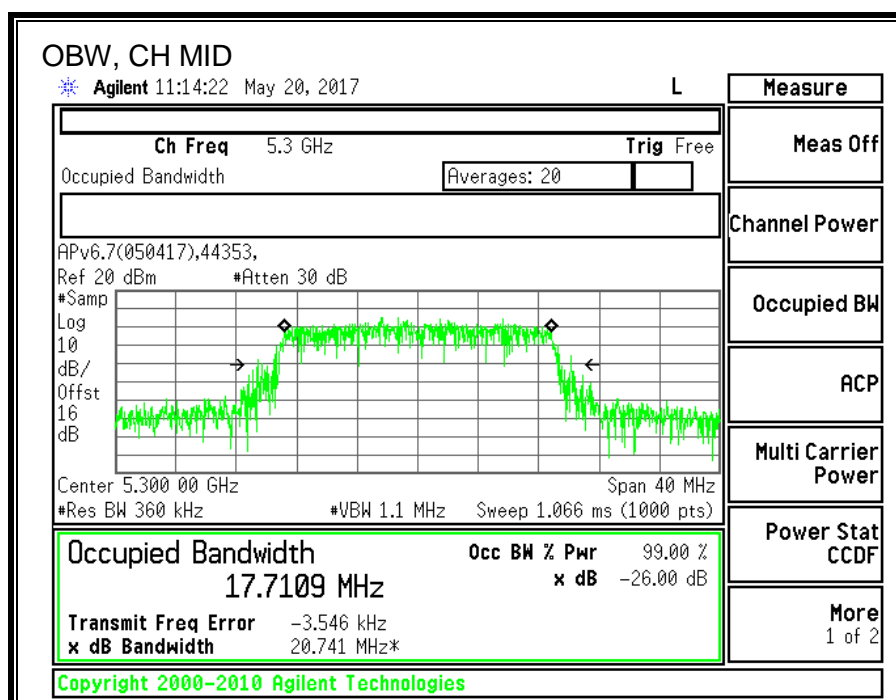 OBW, CH MID
Agilent 11:14:22 May 20, 2017 L
Measure
Ch Freq 5.3 GHz Trig Free
Meas Off
Occupied Bandwidth Averages: 20
Channel Power
APv6.7(050417),44353,
Ref 20 dBm #Atten 30 dB
#Samp
Log
10
dB/
Offst
16
dB
Occupied BW
ACP
Multi Carrier
Power
Center 5.300 00 GHz Span 40 MHz
#Res BW 360 kHz #VBW 1.1 MHz Sweep 1.066 ms (1000 pts)
Power Stat
CCDF
Occupied Bandwidth Occ BW % Pwr 99.00 %
17.7109 MHz x dB -26.00 dB
Transmit Freq Error -3.546 kHz
x dB Bandwidth 20.741 MHz*
More
1 of 2
Copyright 2000-2010 Agilent Technologies